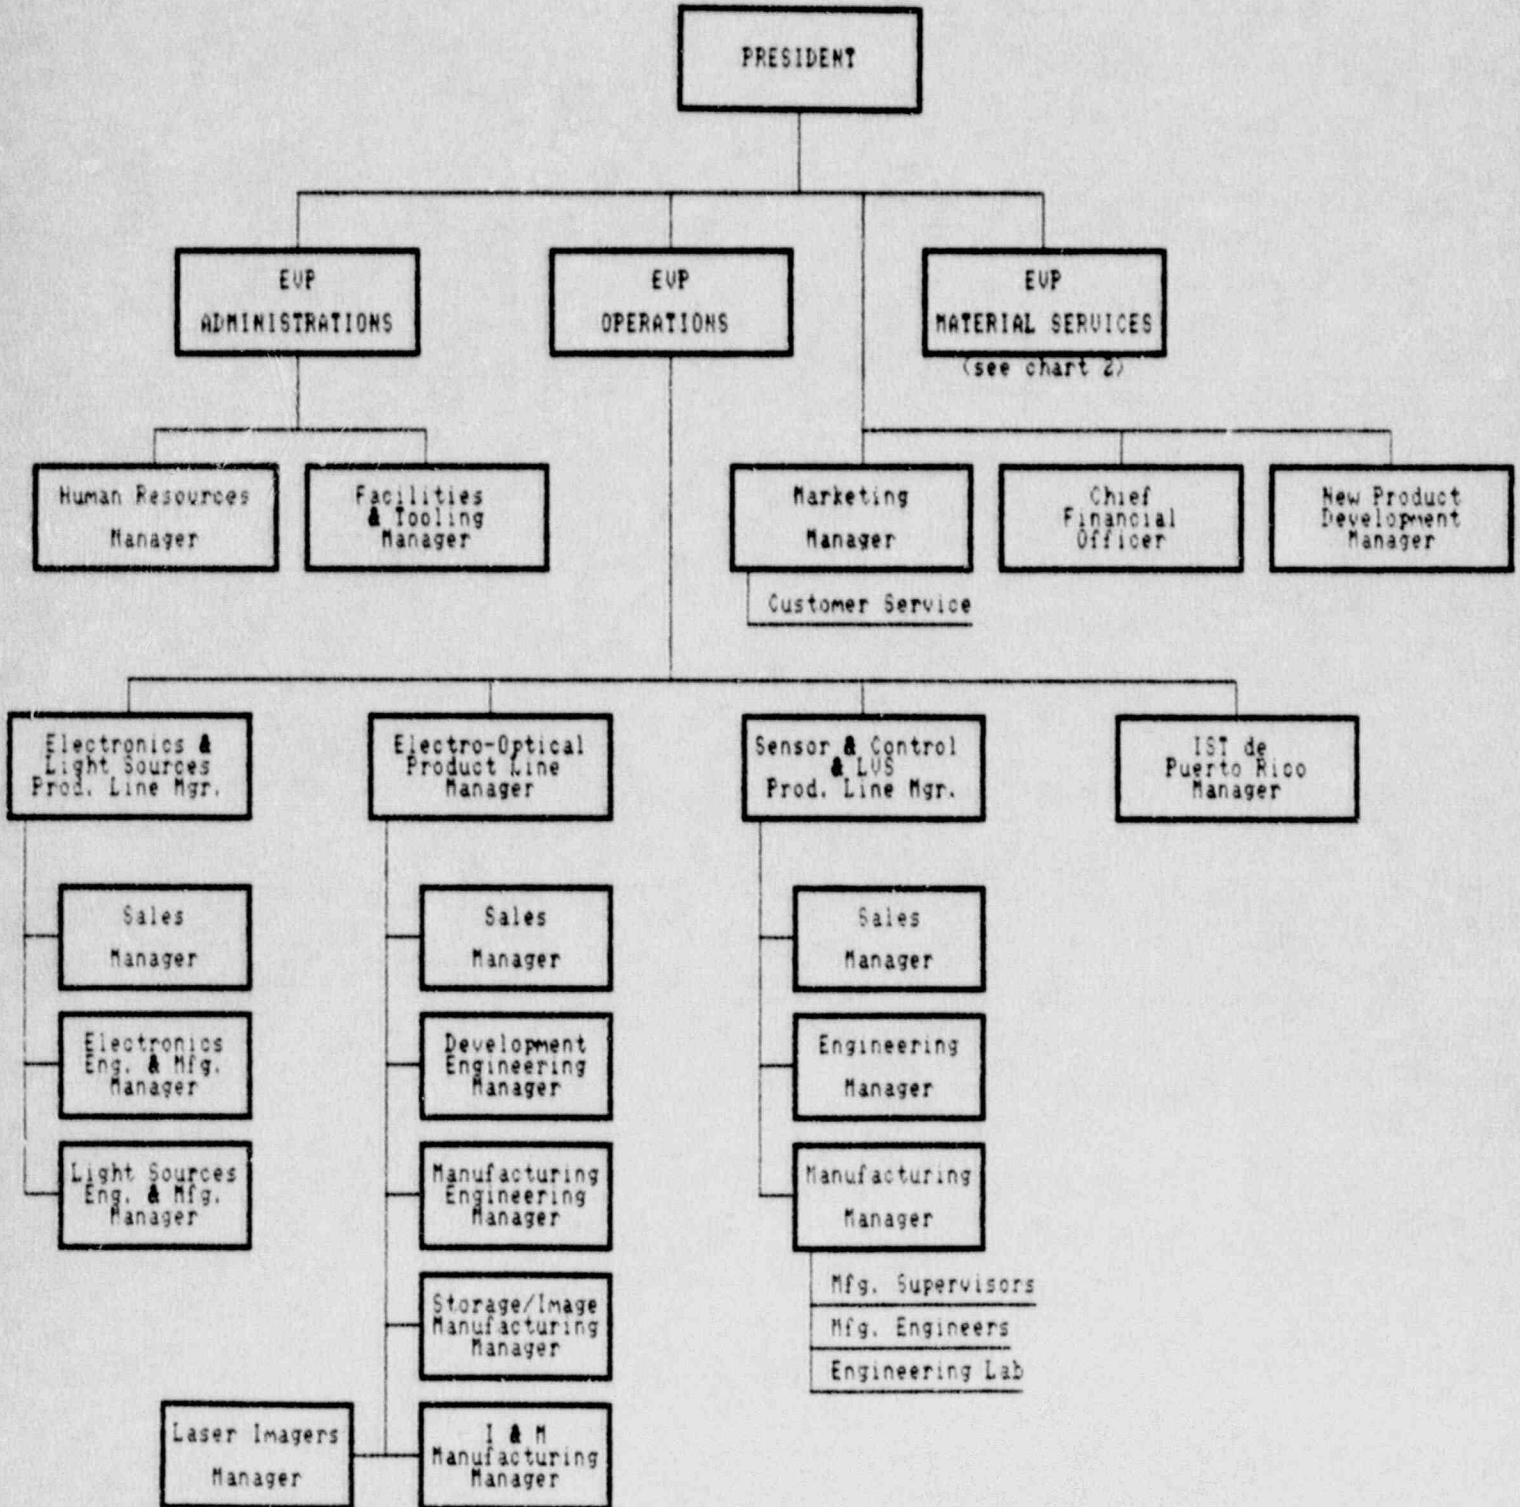 PRESIDENT
EVP
ADMINISTRATIONS
EVP
OPERATIONS
EVP
MATERIAL SERVICES
(see chart 2)
Human Resources
Manager
Facilities
& Tooling
Manager
Marketing
Manager
Customer Service
Chief
Financial
Officer
New Product
Development
Manager
Electronics &
Light Sources
Prod. Line Mgr.
Electro-Optical
Product Line
Manager
Sensor & Control
& LVS
Prod. Line Mgr.
IST de
Puerto Rico
Manager
Sales
Manager
Electronics
Eng. & Mfg.
Manager
Light Sources
Eng. & Mfg.
Manager
Sales
Manager
Development
Engineering
Manager
Manufacturing
Engineering
Manager
Storage/Image
Manufacturing
Manager
Laser Imagers
Manager
I & M
Manufacturing
Manager
Sales
Manager
Engineering
Manager
Manufacturing
Manager
Mfg. Supervisors
Mfg. Engineers
Engineering Lab